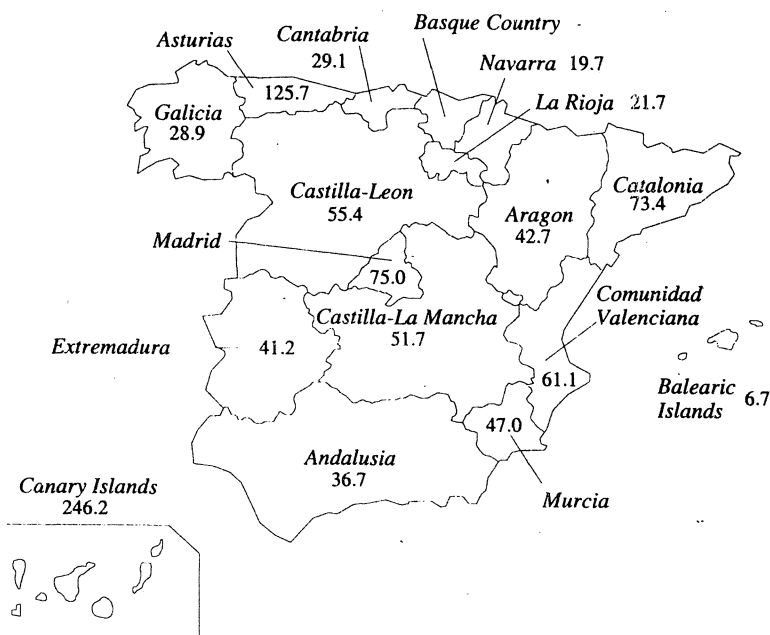 Basque Country
Cantabria
29.1
Asturias
125.7
Navarra 19.7
La Rioja 21.7
Galicia
28.9
Castilla-Leon
55.4
Aragon
42.7
Catalonia
73.4
Madrid
75.0
Castilla-La Mancha
51.7
Comunidad
Valenciana
61.1
Extremadura
41.2
Balearic
Islands 6.7
47.0
Murcia
Andalusia
36.7
Canary Islands
246.2